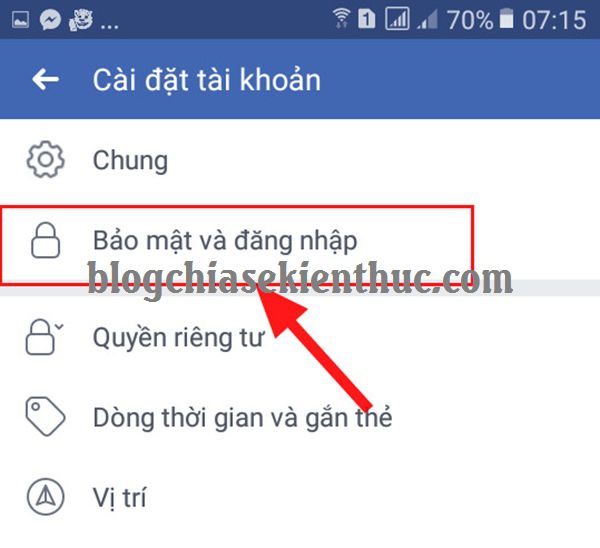 ... 1 70% 07:15
Cài đặt tài khoản
Chung
Bảo mật và đăng nhập
blogchiasekienthuc.com
Quyền riêng tư
Dòng thời gian và gắn thẻ
Vị trí